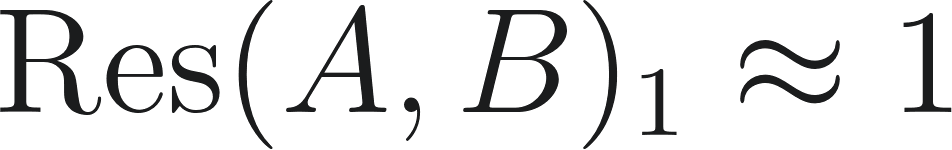 Res(A, B)₁ ≈ 1